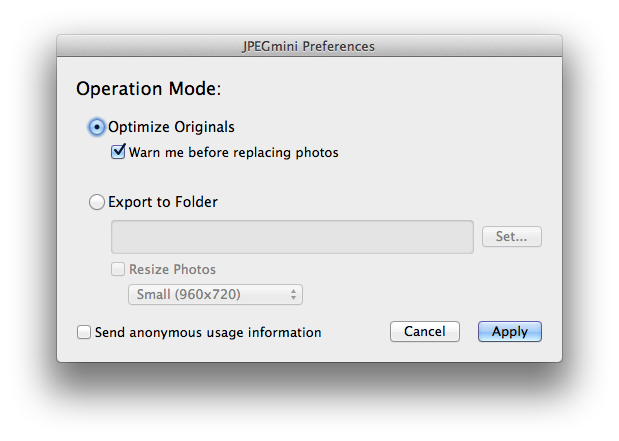 JPEGmini Preferences
Operation Mode:
Optimize Originals
Warn me before replacing photos
Export to Folder
Set...
Resize Photos
Small (960x720)
Send anonymous usage information
Cancel
Apply